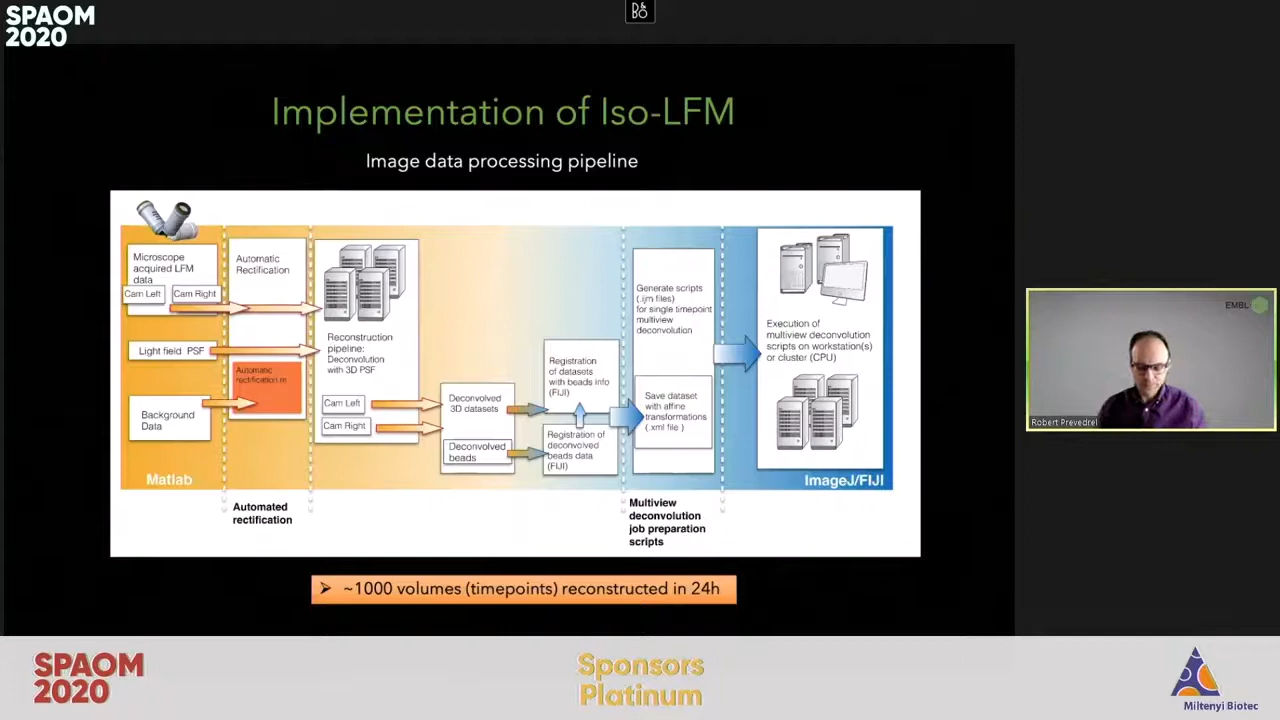 SPAOM
2020
Implementation of Iso-LFM
Image data processing pipeline
Microscope
acquired LFM
data
Cam Left
Cam Right
Light field PSF
Background
Data
Matlab
Automatic
Rectification
Automatic
rectification.m
Automated
rectification
Reconstruction
pipeline:
Deconvolution
with 3D PSF
Cam Left
Cam Right
Deconvolved
3D datasets
Deconvolved
beads
Registration
of datasets
with beads info
(FIJI)
Registration of
deconvolved
beads data
(FIJI)
Generate scripts
(.ijm files)
for single timepoint
multiview
deconvolution
Save dataset
with affine
transformations
(.xml file )
Multiview
deconvolution
job preparation
scripts
Execution of
multiview deconvolution
scripts on workstation(s)
or cluster (CPU)
ImageJ/FIJI
~1000 volumes (timepoints) reconstructed in 24h
EMBL
Robert Prevedel
SPAOM
2020
Sponsors
Platinum
Miltenyi Biotec